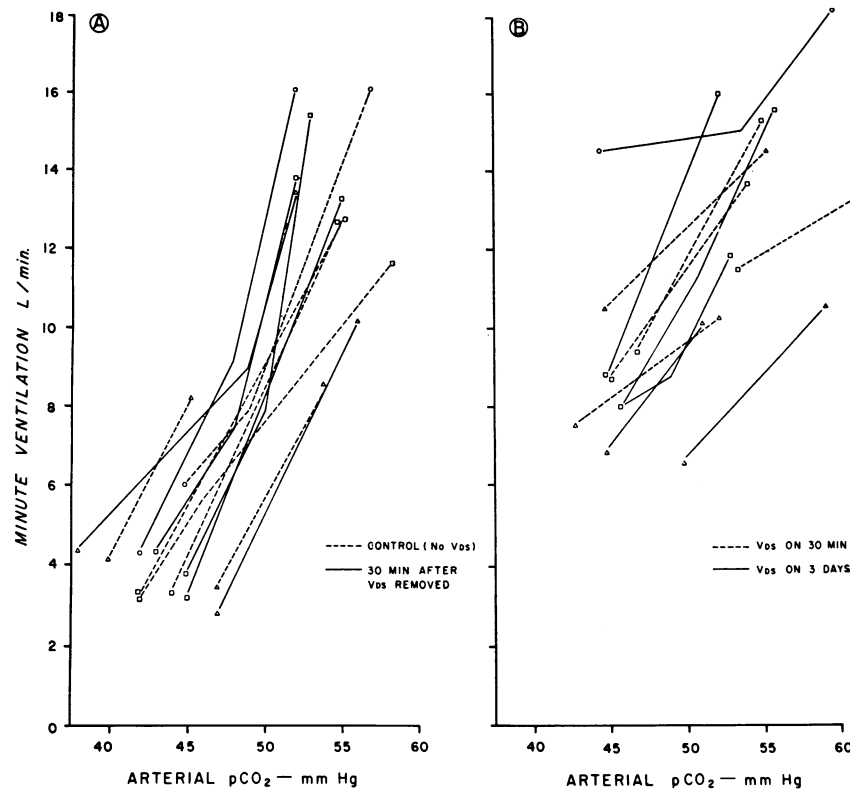 A
B
18
16
14
12
10
8
6
4
2
0
MINUTE VENTILATION L/min.
---- CONTROL (NO VDS)
—— 30 MIN AFTER
VDS REMOVED
40 45 50 55 60
ARTERIAL pCO2 — mm Hg
---- VDS ON 30 MIN
—— VDS ON 3 DAYS
40 45 50 55 60
ARTERIAL pCO2 — mm Hg